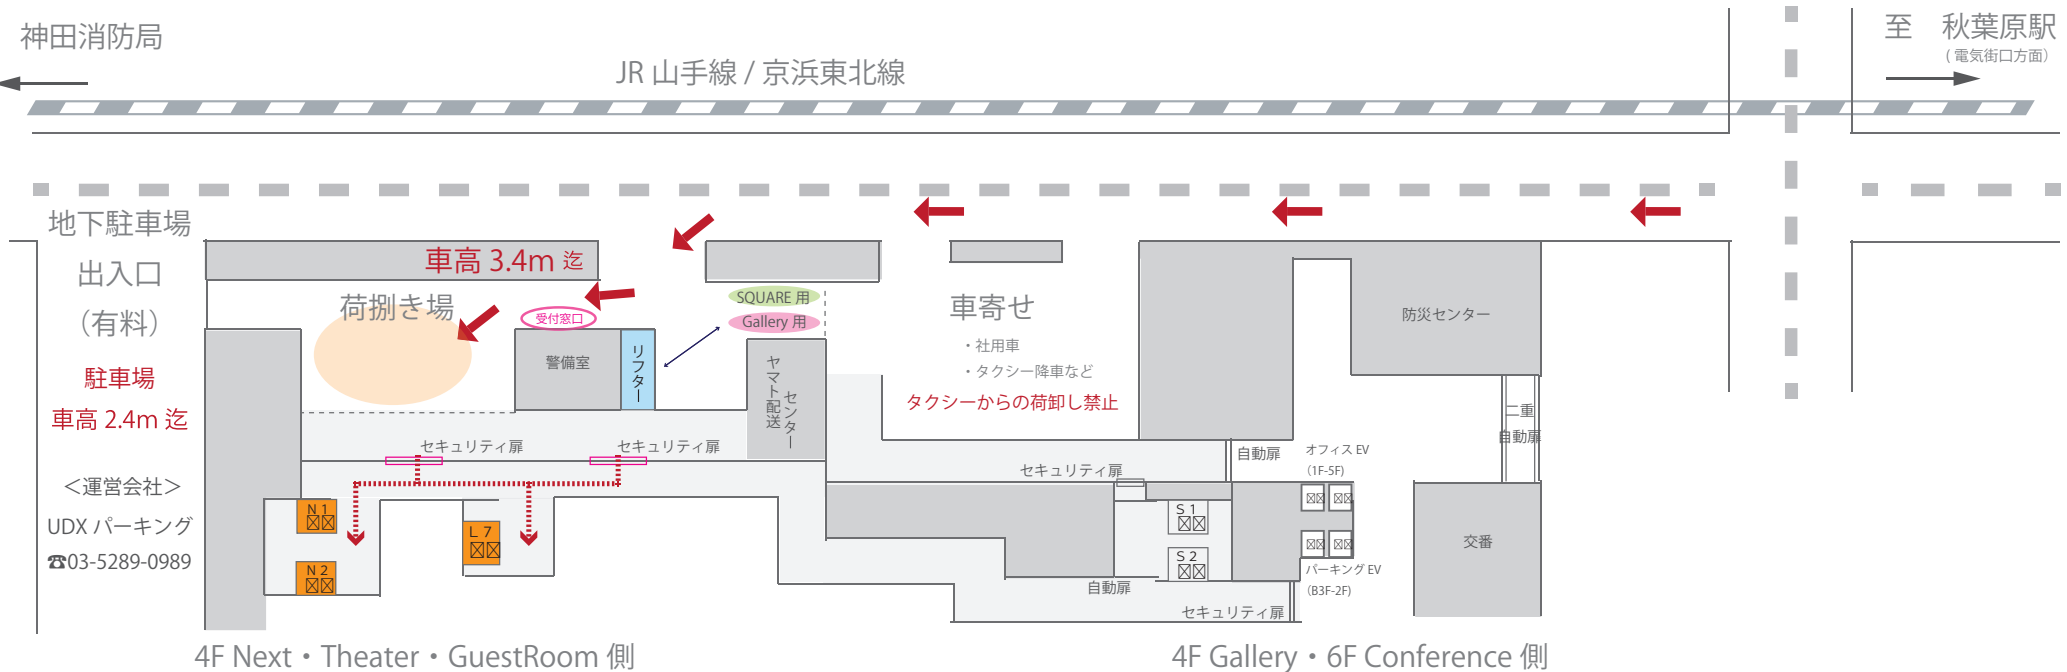 神田消防局
至 秋葉原駅
(電気街口方面)
JR 山手線 / 京浜東北線
地下駐車場
出入口
（有料）
駐車場
車高 2.4m 迄
＜運営会社＞
UDX パーキング
☎03-5289-0989
車高 3.4m 迄
荷捌き場
受付窓口
警備室
リフター
SQUARE 用
Gallery 用
ヤマト配送
センター
車寄せ
・社用車
・タクシー降車など
タクシーからの荷卸し禁止
防災センター
二重
自動扉
セキュリティ扉
セキュリティ扉
セキュリティ扉
自動扉
オフィス EV
(1F-5F)
N 1
N 2
L 7
S 1
S 2
交番
パーキング EV
(B3F-2F)
自動扉
セキュリティ扉
4F Next・Theater・GuestRoom 側
4F Gallery・6F Conference 側